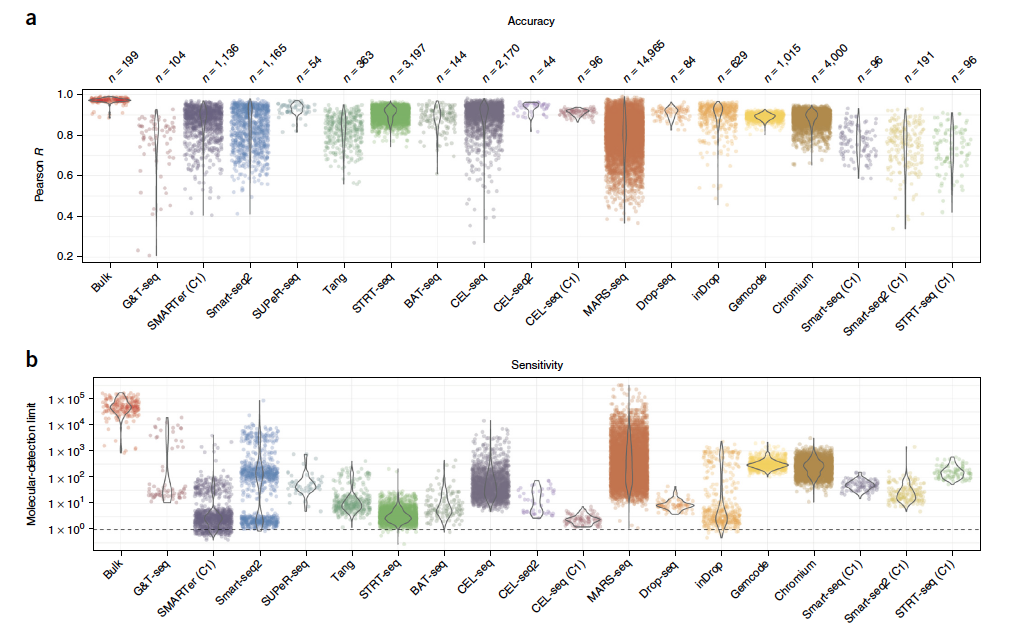 a
Accuracy
n = 199 n = 104 n = 1,136 n = 1,165 n = 54 n = 363 n = 3,197 n = 144 n = 2,170 n = 44 n = 96 n = 14,965 n = 84 n = 629 n = 1,015 n = 4,000 n = 96 n = 191 n = 96
Pearson R
1.0
0.8
0.6
0.4
0.2
Bulk G&T-seq SMARTer (C1) Smart-seq2 SUPeR-seq Tang STRT-seq BAT-seq CEL-seq CEL-seq2 CEL-seq (C1) MARS-seq Drop-seq inDrop Gemcode Chromium Smart-seq (C1) Smart-seq2 (C1) STRT-seq (C1)
b
Sensitivity
Molecular-detection limit
1 × 10⁵
1 × 10⁴
1 × 10³
1 × 10²
1 × 10¹
1 × 10⁰
Bulk G&T-seq SMARTer (C1) Smart-seq2 SUPeR-seq Tang STRT-seq BAT-seq CEL-seq CEL-seq2 CEL-seq (C1) MARS-seq Drop-seq inDrop Gemcode Chromium Smart-seq (C1) Smart-seq2 (C1) STRT-seq (C1)